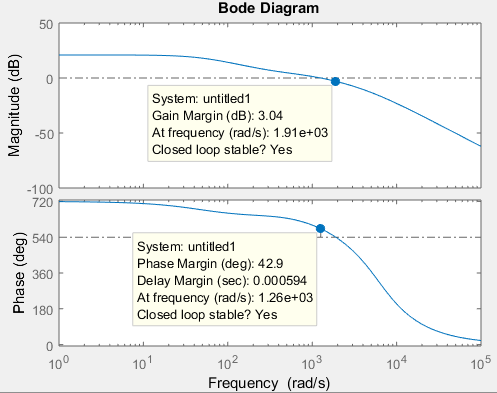 Bode Diagram
50
0
-50
-100
Magnitude (dB)
System: untitled1
Gain Margin (dB): 3.04
At frequency (rad/s): 1.91e+03
Closed loop stable? Yes
720
540
360
180
0
Phase (deg)
System: untitled1
Phase Margin (deg): 42.9
Delay Margin (sec): 0.000594
At frequency (rad/s): 1.26e+03
Closed loop stable? Yes
10^0 10^1 10^2 10^3 10^4 10^5
Frequency (rad/s)